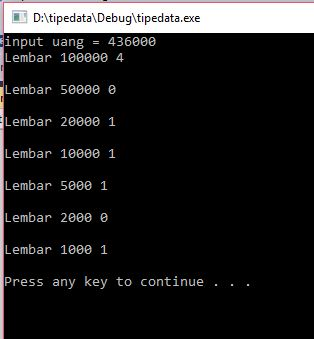 D:\tipedata\Debug\tipedata.exe
input uang = 436000
Lembar 100000 4
Lembar 50000 0
Lembar 20000 1
Lembar 10000 1
Lembar 5000 1
Lembar 2000 0
Lembar 1000 1
Press any key to continue . . .